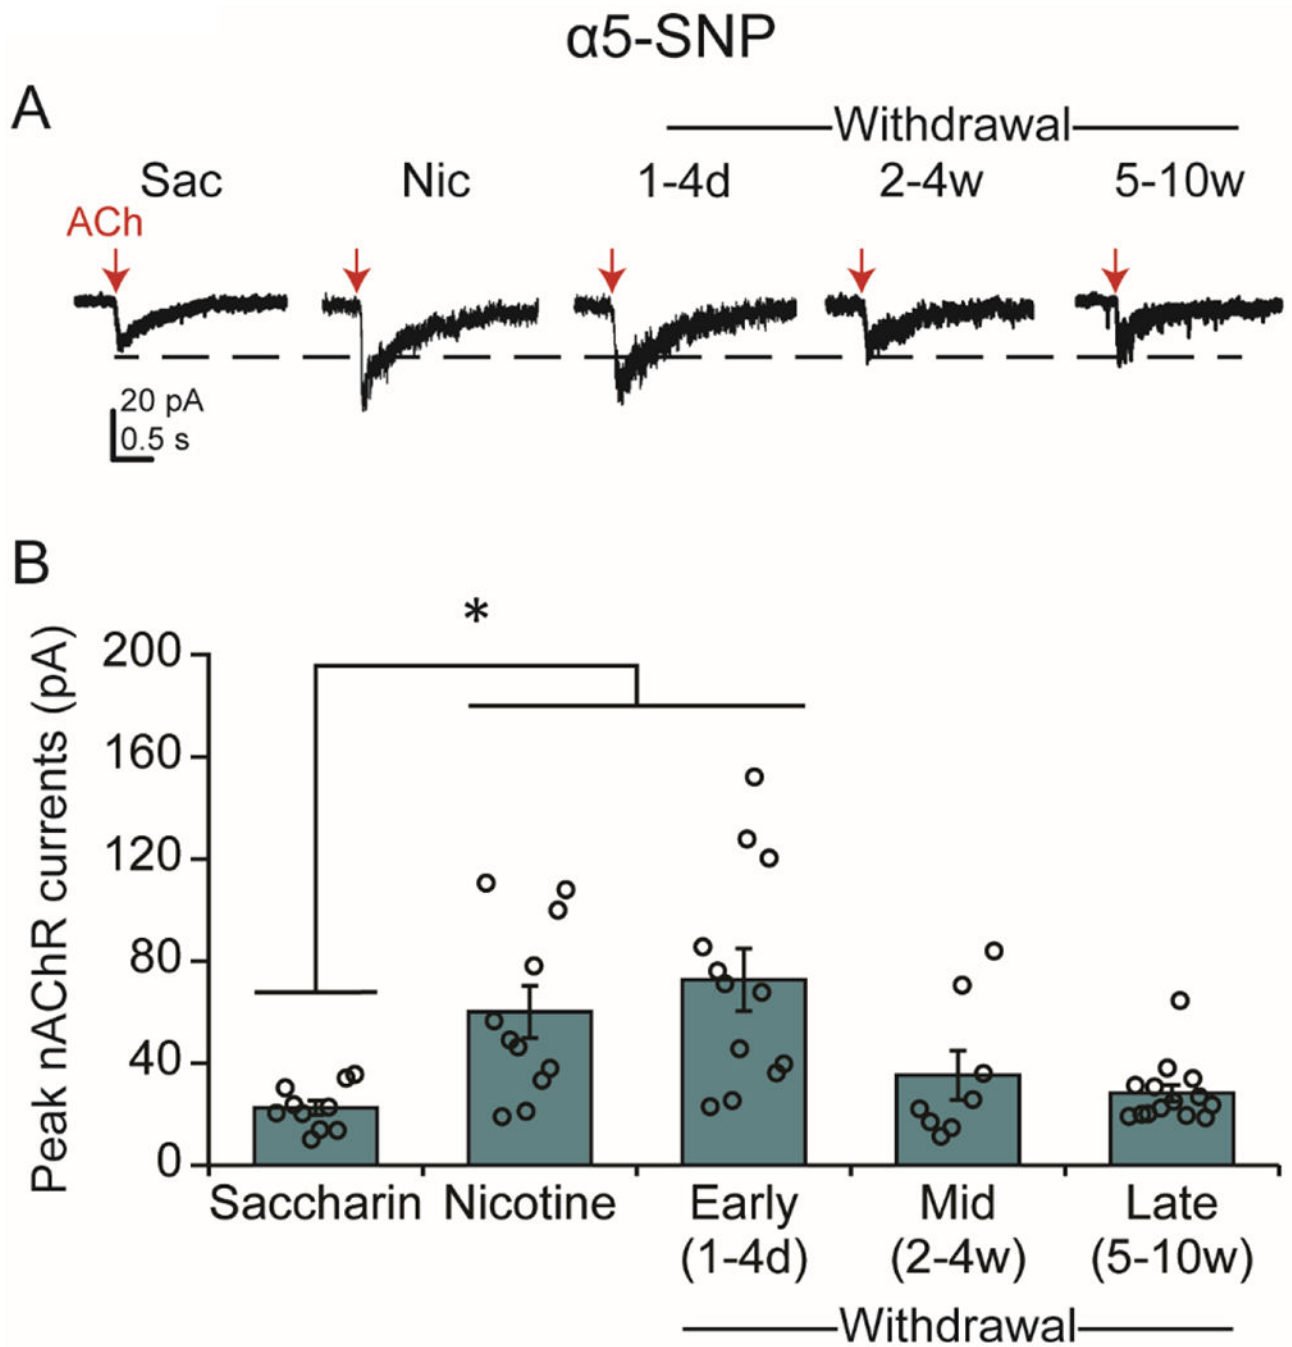 α5-SNP
A
Withdrawal
Sac Nic 1-4d 2-4w 5-10w
ACh
20 pA
0.5 s
B
*
Peak nAChR currents (pA)
200
160
120
80
40
0
Saccharin Nicotine Early Mid Late
(1-4d) (2-4w) (5-10w)
Withdrawal